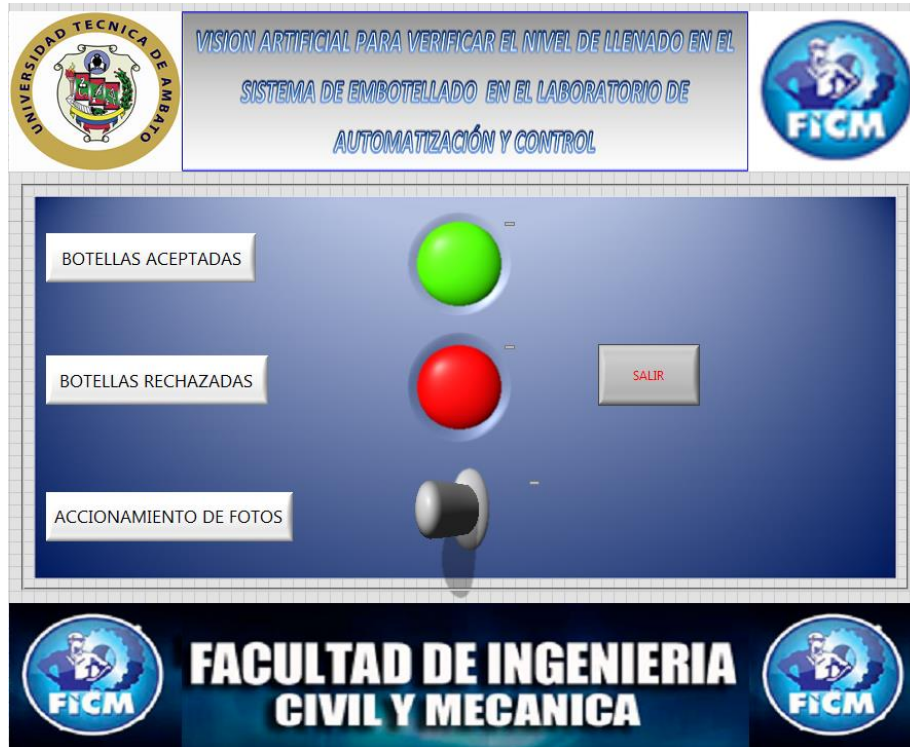 UNIVERSIDAD TECNICA DE AMBATO
VISION ARTIFICIAL PARA VERIFICAR EL NIVEL DE LLENADO EN EL
SISTEMA DE EMBOTELLADO EN EL LABORATORIO DE
AUTOMATIZACIÓN Y CONTROL
FICM
BOTELLAS ACEPTADAS
BOTELLAS RECHAZADAS
SALIR
ACCIONAMIENTO DE FOTOS
FICM
FACULTAD DE INGENIERIA
CIVIL Y MECANICA
FICM